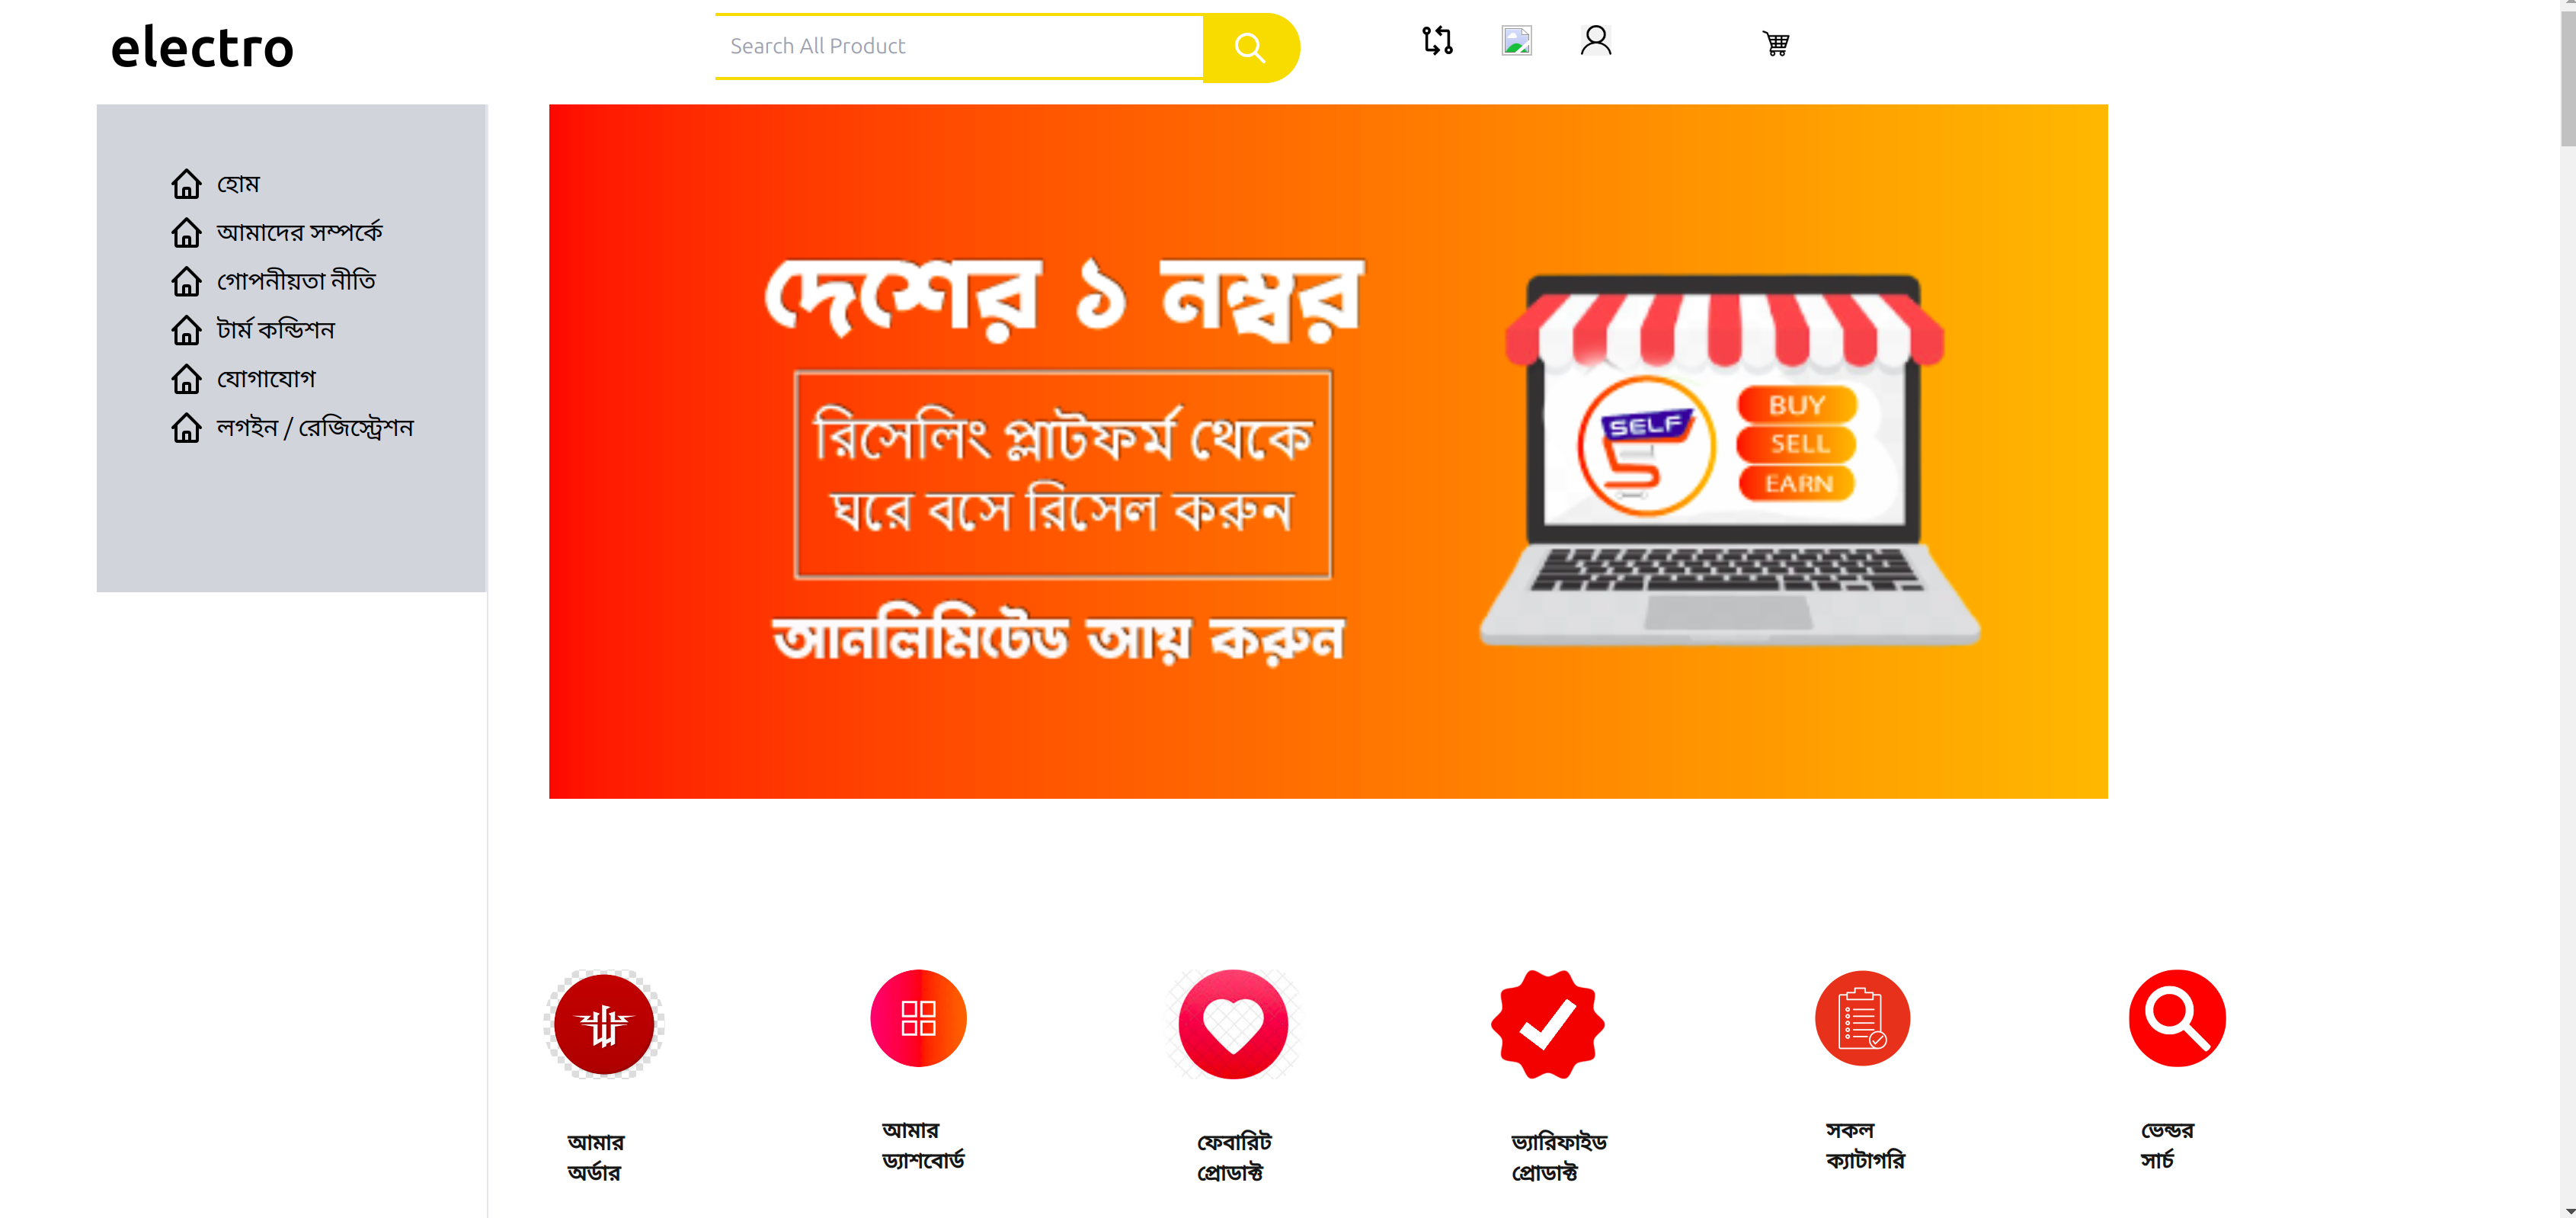 electro
Search All Product
হোম
আমাদের সম্পর্কে
গোপনীয়তা নীতি
টার্ম কন্ডিশন
যোগাযোগ
লগইন / রেজিস্ট্রেশন
দেশের ১ নম্বর
রিসেলিং প্লাটফর্ম থেকে
ঘরে বসে রিসেল করুন
আনলিমিটেড আয় করুন
SELF
BUY
SELL
EARN
আমার
অর্ডার
আমার
ড্যাশবোর্ড
ফেবারিট
প্রোডাক্ট
ভ্যারিফাইড
প্রোডাক্ট
সকল
ক্যাটাগরি
ভেন্ডর
সার্চ